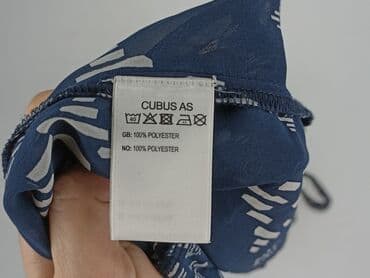 CUBUS AS
GB: 100% POLYESTER
NO: 100% POLYESTER